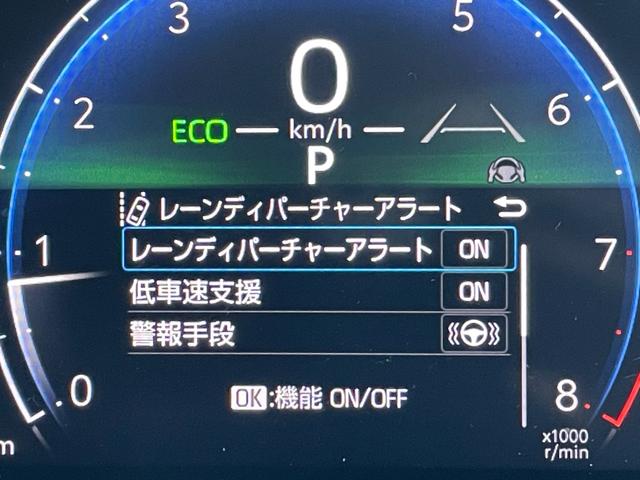 3
5
0
2
6
ECO
km/h
P
レーンディパーチャーアラート
1
レーンディパーチャーアラート ON
7
低車速支援 ON
警報手段
0
OK:機能 ON/OFF
8
x1000
r/min
m